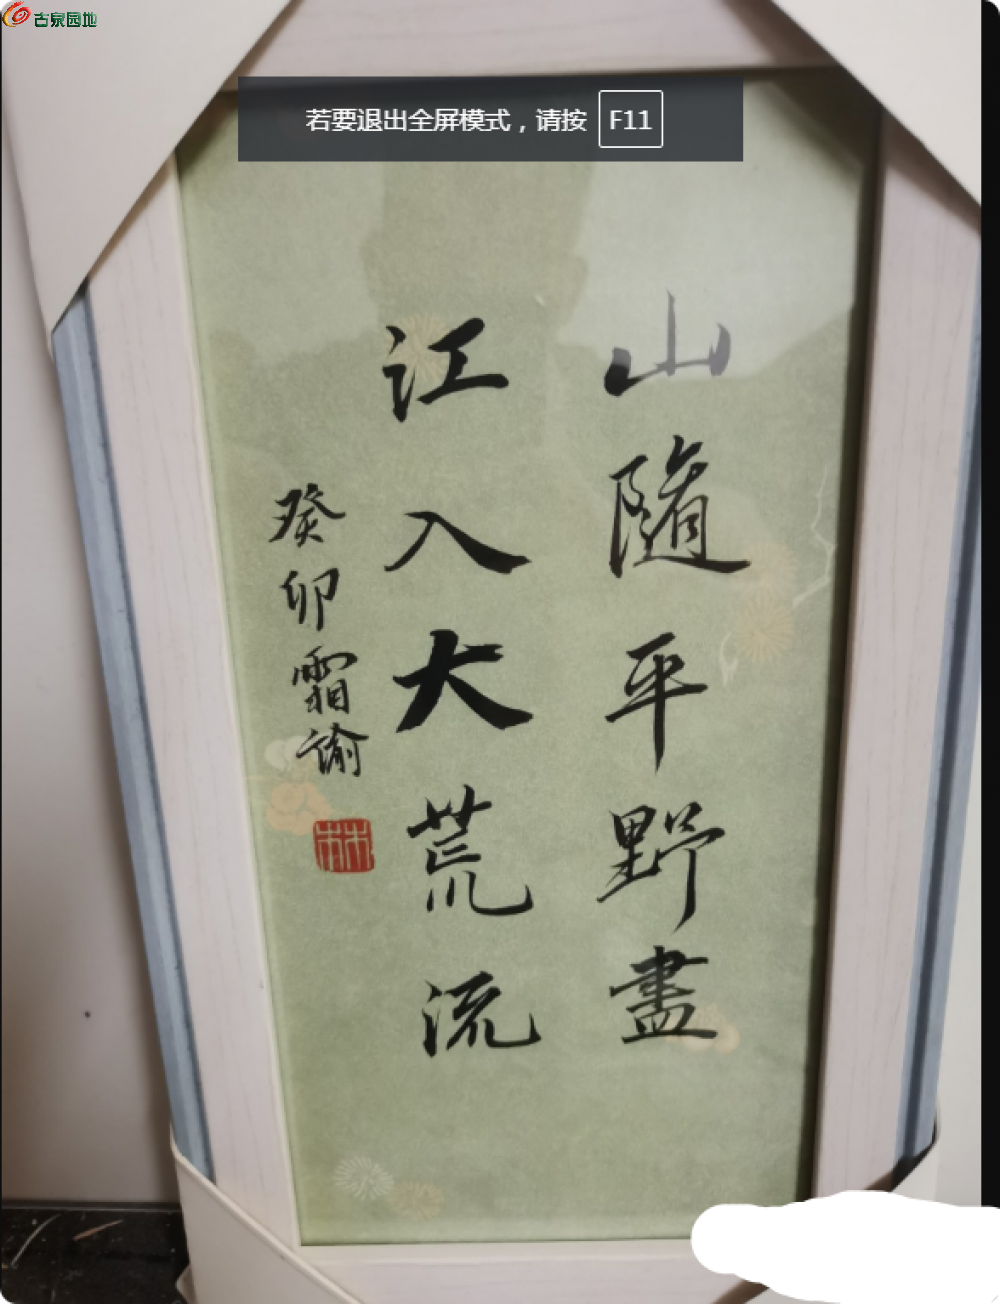 古泉园地
若要退出全屏模式，请按 F11
山隨平野盡
江入大荒流
癸卯霜谕
林